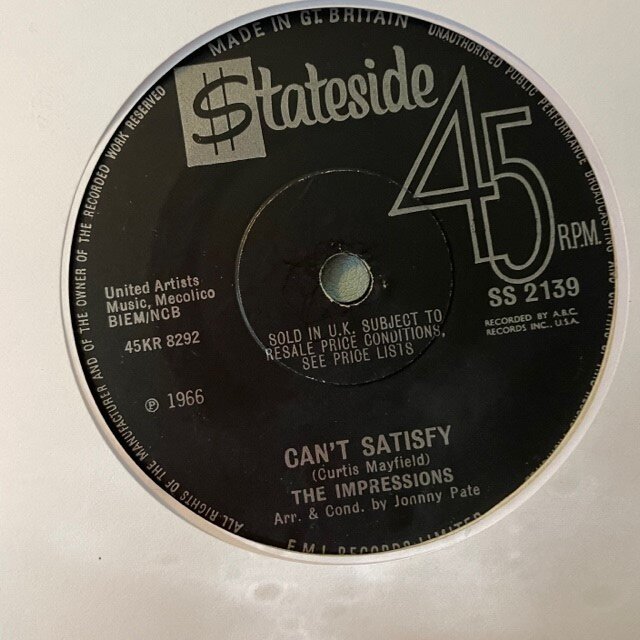 MADE IN GT. BRITAIN
UNAUTHORISED PUBLIC PERFORMANCE BROADCASTING AND
ALL RIGHTS OF THE MANUFACTURER AND OF THE OWNER OF THE RECORDED WORK RESERVED
$tateside
45
R.P.M.
SS 2139
RECORDED BY A.B.C.
RECORDS INC., U.S.A.
United Artists
Music, Mecolico
BIEM/NCB
45KR 8292
SOLD IN U.K. SUBJECT TO
RESALE PRICE CONDITIONS,
SEE PRICE LISTS
℗ 1966
CAN'T SATISFY
(Curtis Mayfield)
THE IMPRESSIONS
Arr. & Cond. by Jonnny Pate
E.M.I. RECORDS LIMITED